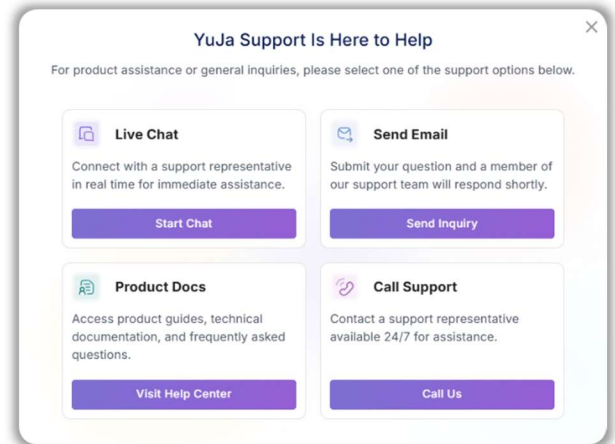 YuJa Support Is Here to Help
For product assistance or general inquiries, please select one of the support options below.
Live Chat
Connect with a support representative
in real time for immediate assistance.
Start Chat
Send Email
Submit your question and a member of
our support team will respond shortly.
Send Inquiry
Product Docs
Access product guides, technical
documentation, and frequently asked
questions.
Visit Help Center
Call Support
Contact a support representative
available 24/7 for assistance.
Call Us